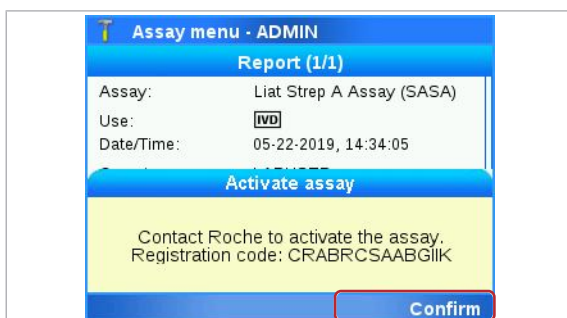 Assay menu - ADMIN
Report (1/1)
Assay: Liat Strep A Assay (SASA)
Use: IVD
Date/Time: 05-22-2019, 14:34:05
Activate assay
Contact Roche to activate the assay.
Registration code: CRABRCSAABGIIK
Confirm